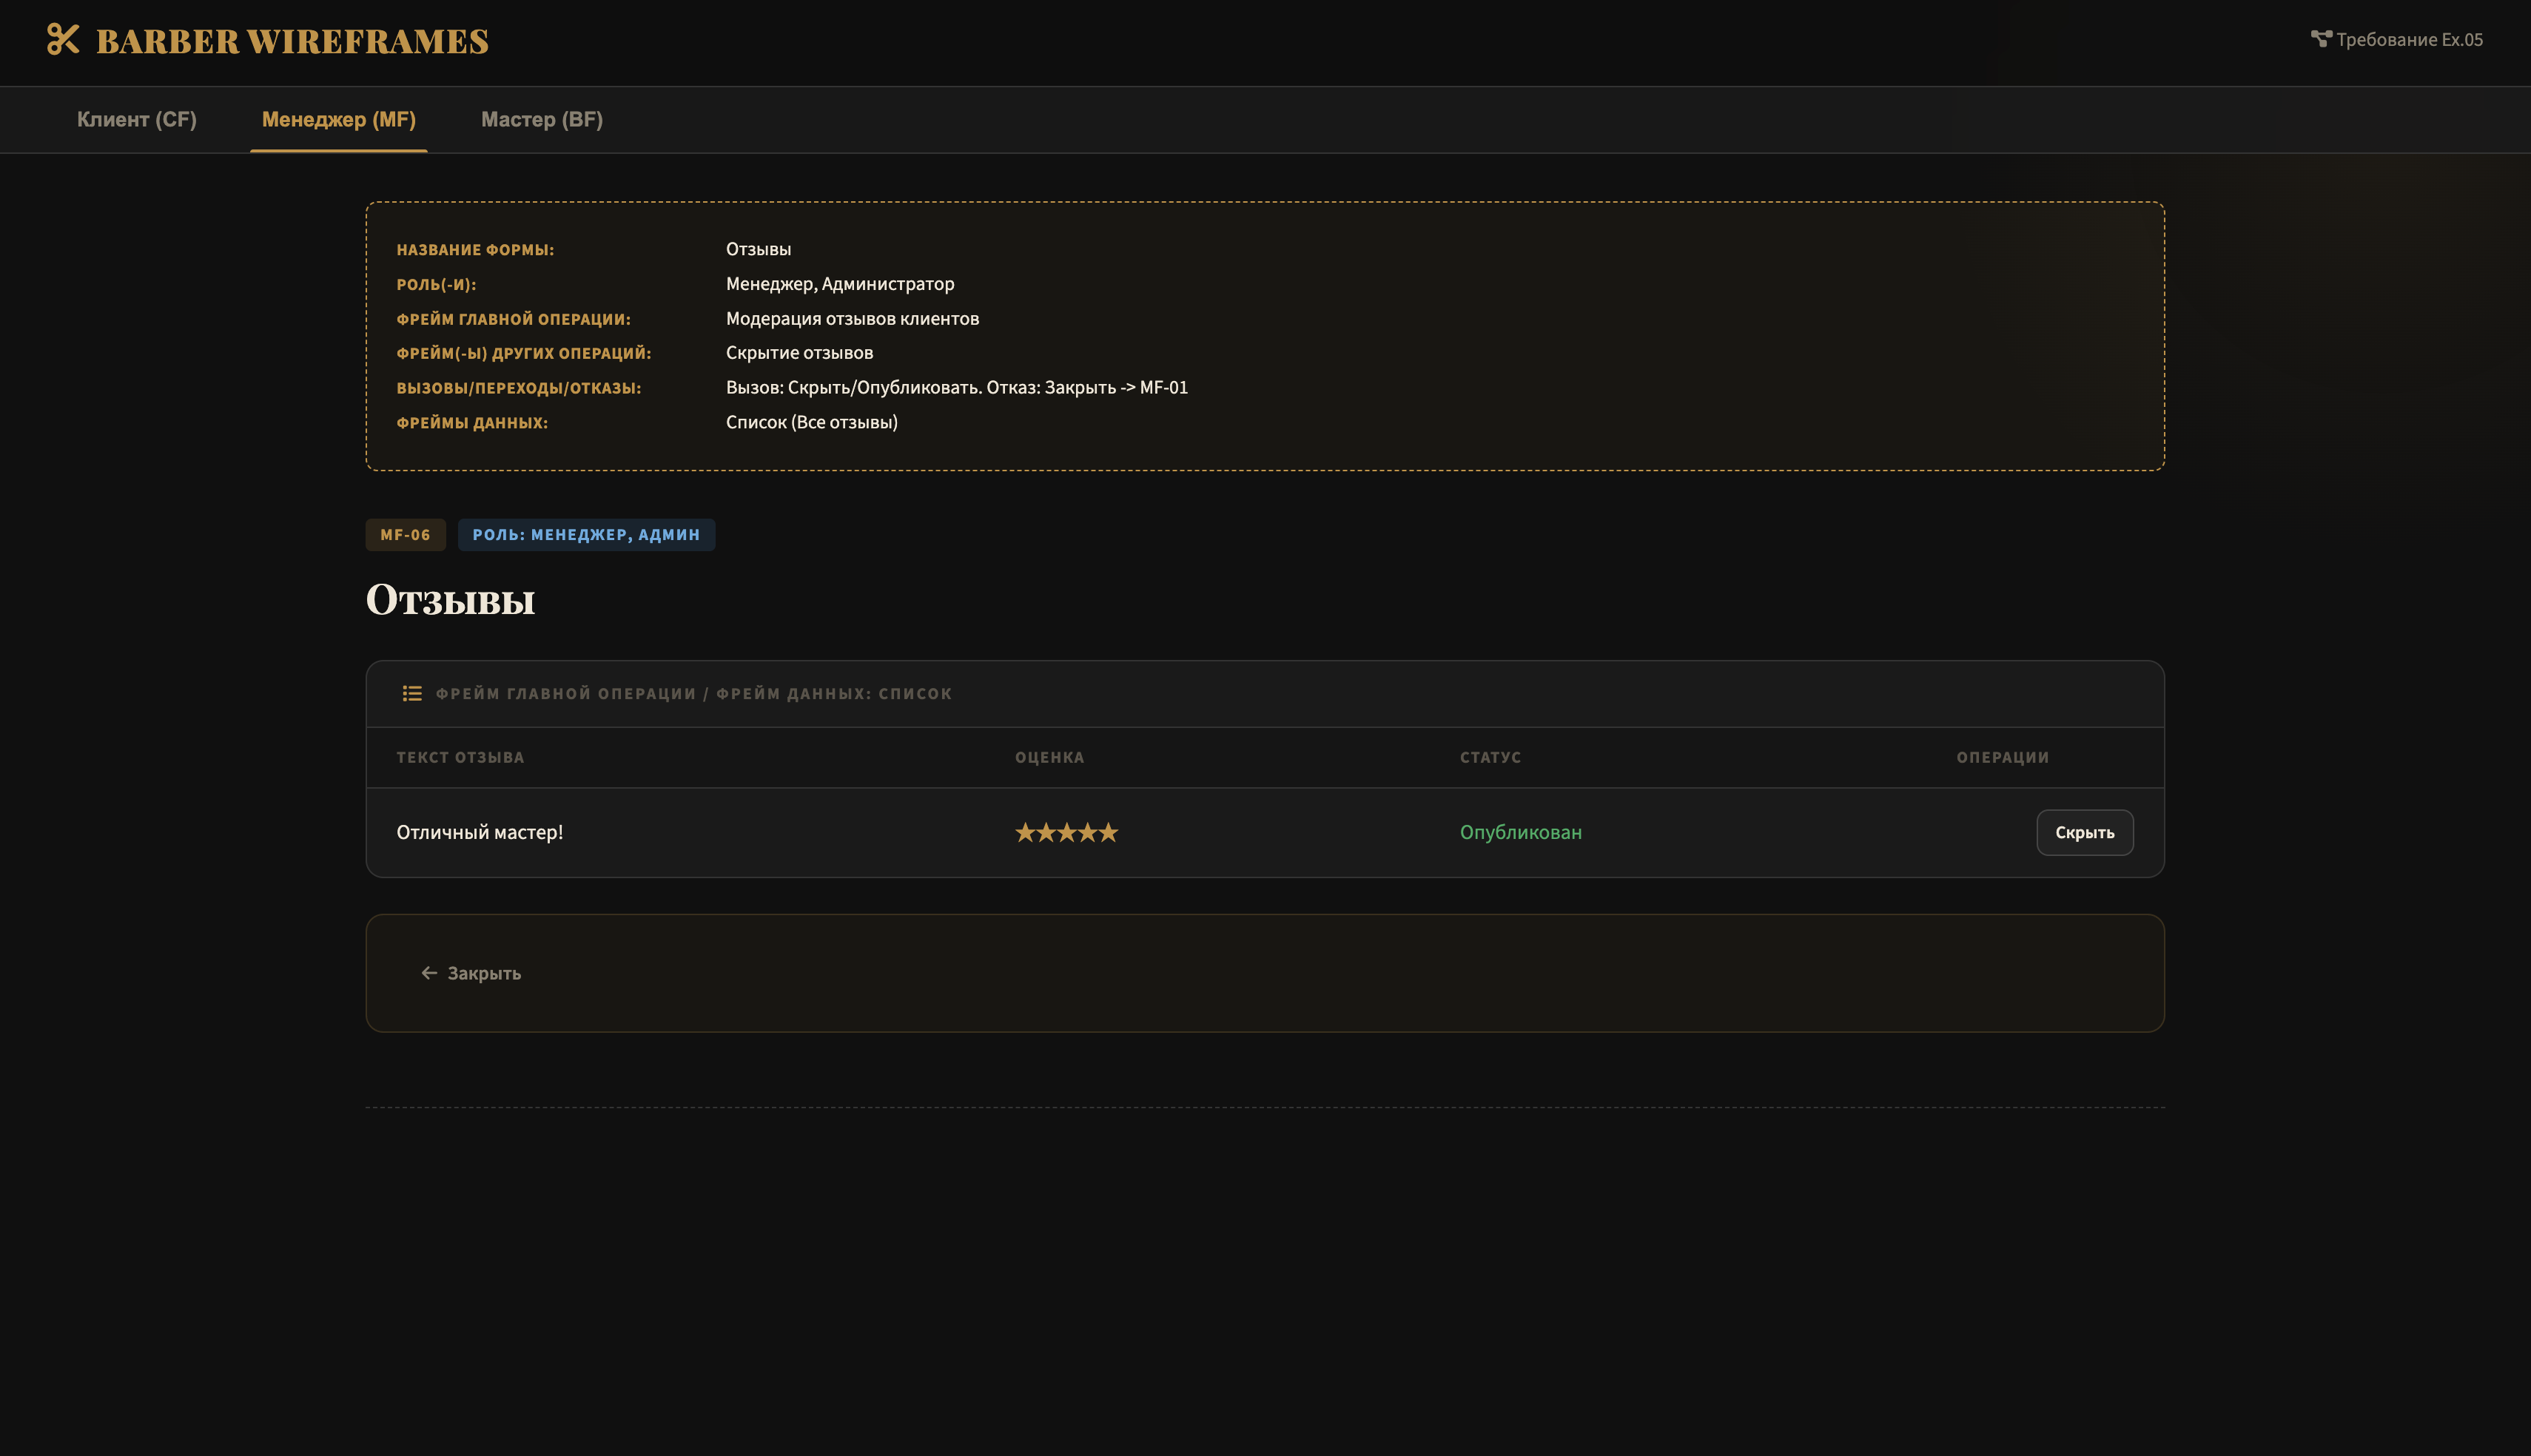 BARBER WIREFRAMES
Требование Ex.05
Клиент (CF) Менеджер (MF) Мастер (BF)
НАЗВАНИЕ ФОРМЫ: Отзывы
РОЛЬ(-И): Менеджер, Администратор
ФРЕЙМ ГЛАВНОЙ ОПЕРАЦИИ: Модерация отзывов клиентов
ФРЕЙМ(-Ы) ДРУГИХ ОПЕРАЦИЙ: Скрытие отзывов
ВЫЗОВЫ/ПЕРЕХОДЫ/ОТКАЗЫ: Вызов: Скрыть/Опубликовать. Отказ: Закрыть -> MF-01
ФРЕЙМЫ ДАННЫХ: Список (Все отзывы)
MF-06 РОЛЬ: МЕНЕДЖЕР, АДМИН
Отзывы
ФРЕЙМ ГЛАВНОЙ ОПЕРАЦИИ / ФРЕЙМ ДАННЫХ: СПИСОК
ТЕКСТ ОТЗЫВА ОЦЕНКА СТАТУС ОПЕРАЦИИ
Отличный мастер! ★★★★★ Опубликован Скрыть
← Закрыть